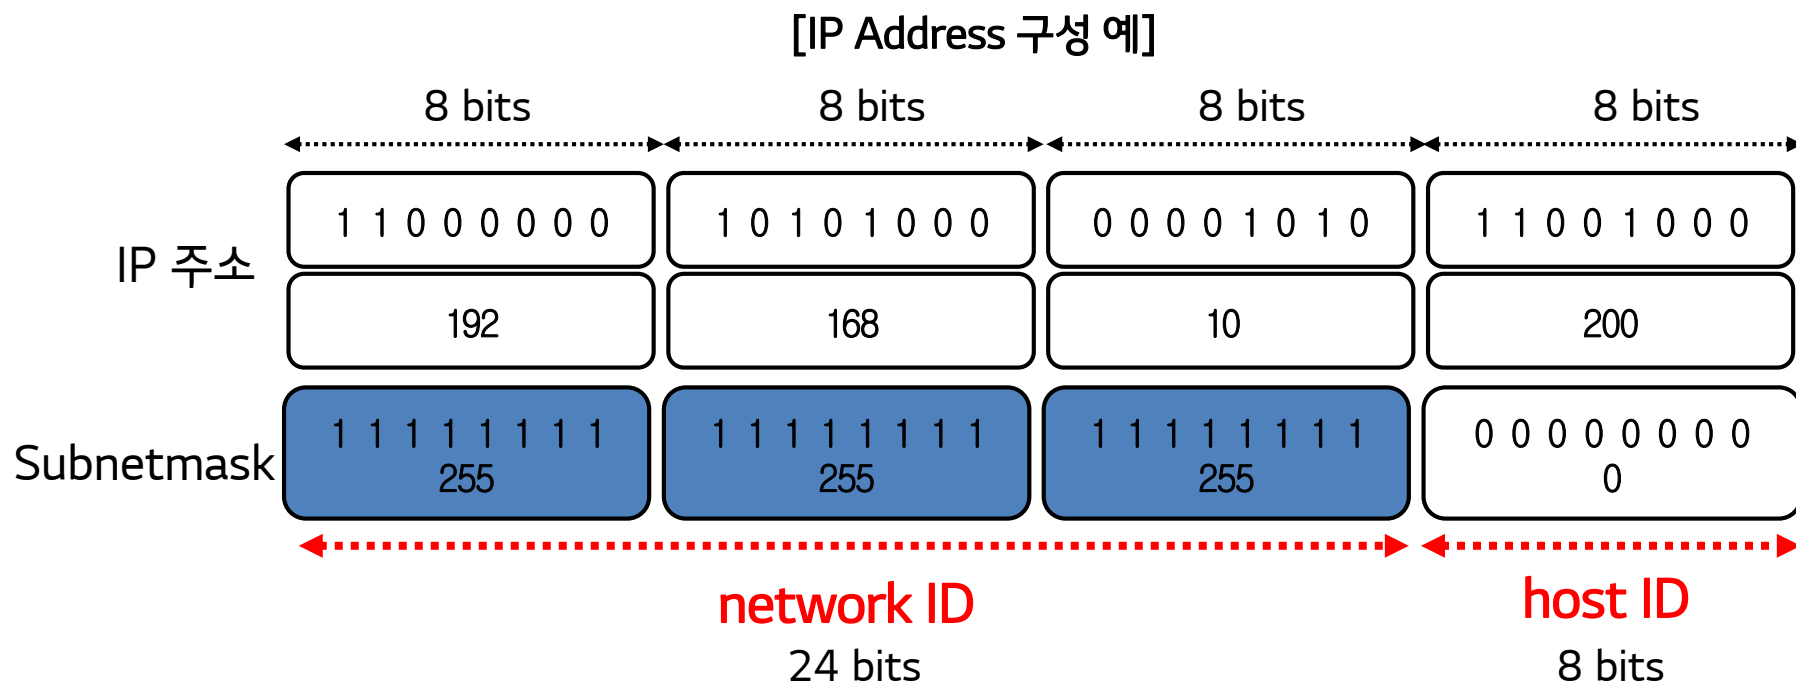 [IP Address 구성 예]
8 bits 8 bits 8 bits 8 bits
1 1 0 0 0 0 0 0 1 0 1 0 1 0 0 0 0 0 0 0 1 0 1 0 1 1 0 0 1 0 0 0
IP 주소
192 168 10 200
1 1 1 1 1 1 1 1 1 1 1 1 1 1 1 1 1 1 1 1 1 1 1 1 0 0 0 0 0 0 0 0
Subnetmask
255 255 255 0
network ID host ID
24 bits 8 bits